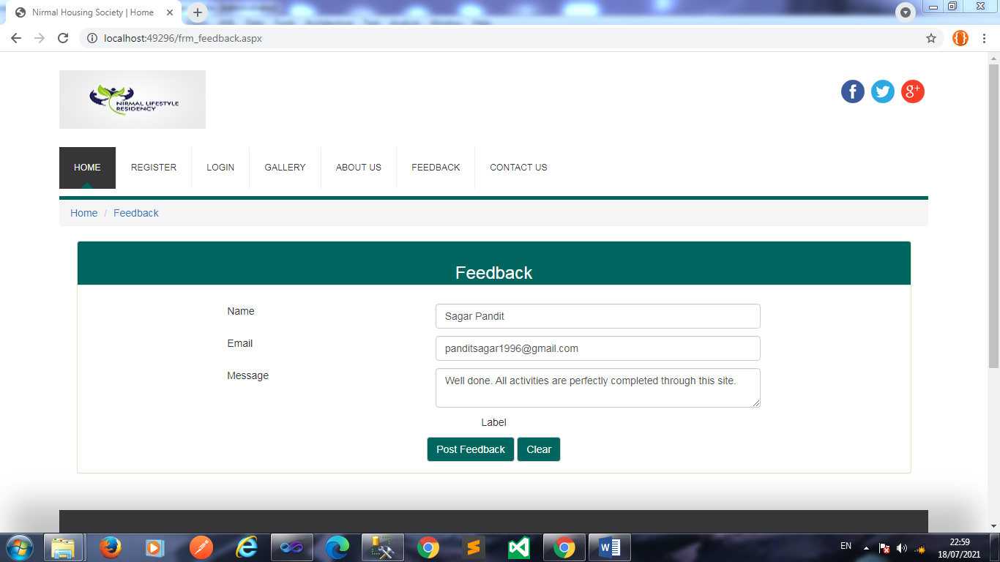 Nirmal Housing Society | Home
localhost:49296/frm_feedback.aspx
NIRMAL LIFESTYLE
RESIDENCY
HOME REGISTER LOGIN GALLERY ABOUT US FEEDBACK CONTACT US
Home / Feedback
Feedback
Name
Sagar Pandit
Email
panditsagar1996@gmail.com
Message
Well done. All activities are perfectly completed through this site.
Label
Post Feedback Clear
EN
22:59
18/07/2021